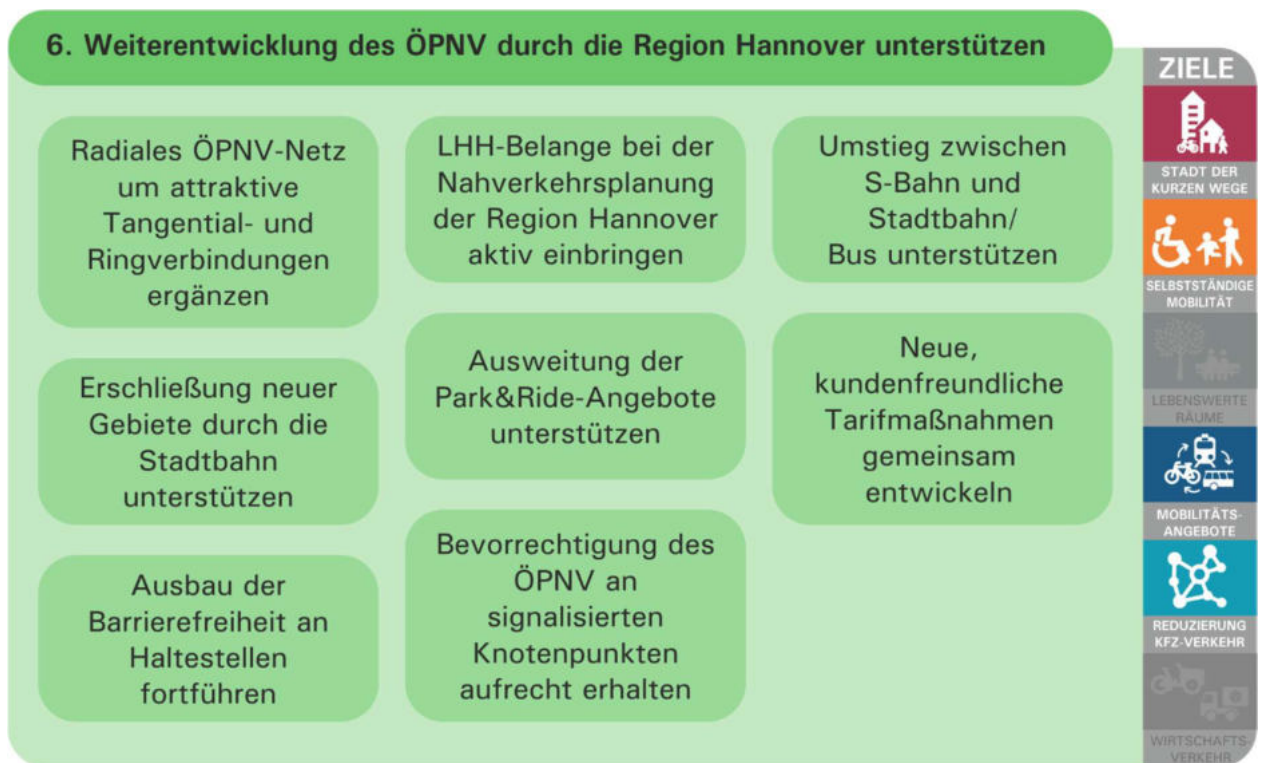 6. Weiterentwicklung des ÖPNV durch die Region Hannover unterstützen
Radiales ÖPNV-Netz
um attraktive
Tangential- und
Ringverbindungen
ergänzen
Erschließung neuer
Gebiete durch die
Stadtbahn
unterstützen
Ausbau der
Barrierefreiheit an
Haltestellen
fortführen
LHH-Belange bei der
Nahverkehrsplanung
der Region Hannover
aktiv einbringen
Ausweitung der
Park&Ride-Angebote
unterstützen
Bevorrechtigung des
ÖPNV an
signalisierten
Knotenpunkten
aufrecht erhalten
Umstieg zwischen
S-Bahn und
Stadtbahn/
Bus unterstützen
Neue,
kundenfreundliche
Tarifmaßnahmen
gemeinsam
entwickeln
ZIELE
STADT DER
KURZEN WEGE
SELBSTSTÄNDIGE
MOBILITÄT
LEBENSWERTE
RÄUME
MOBILITÄTS-
ANGEBOTE
REDUZIERUNG
KFZ-VERKEHR
WIRTSCHAFTS-
VERKEHR